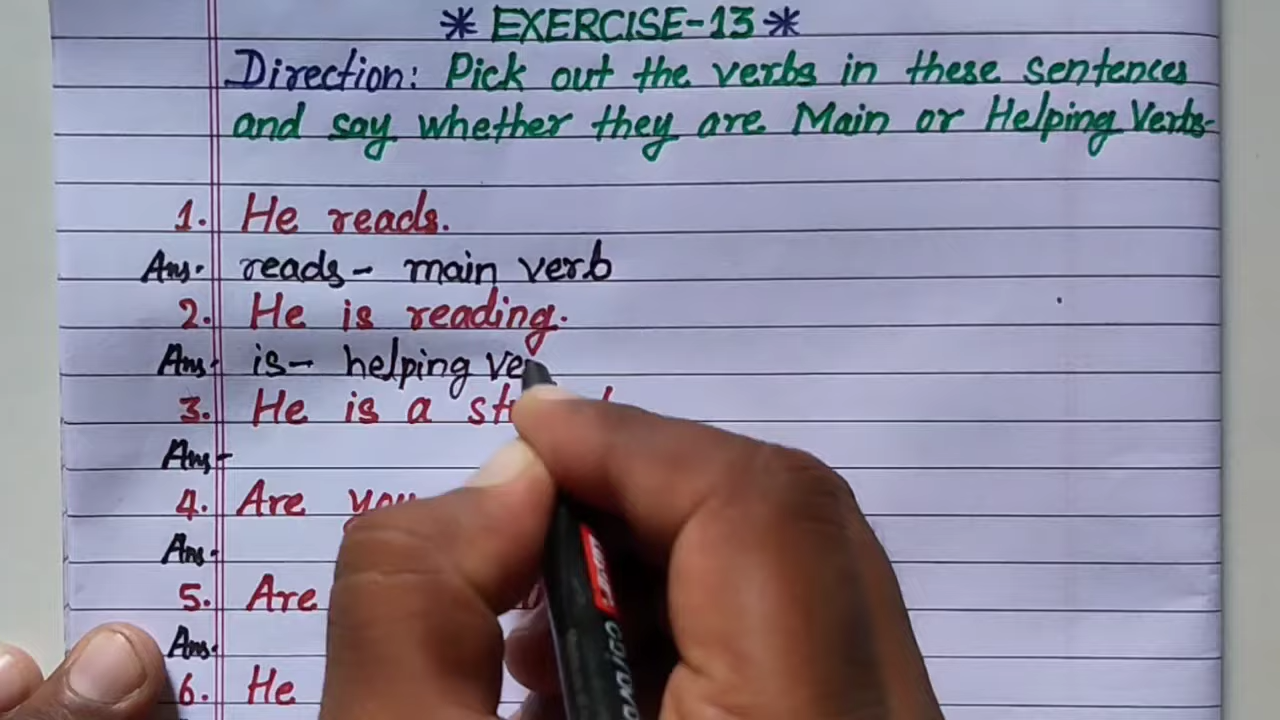 * EXERCISE-13 *
Direction: Pick out the verbs in these sentences
and say whether they are Main or Helping Verbs-
1. He reads.
Ans. reads- main verb
2. He is reading.
Ans- is- helping
3. He is a
Ans-
4. Are you
Ans-
5. Are
Ans-
6. He